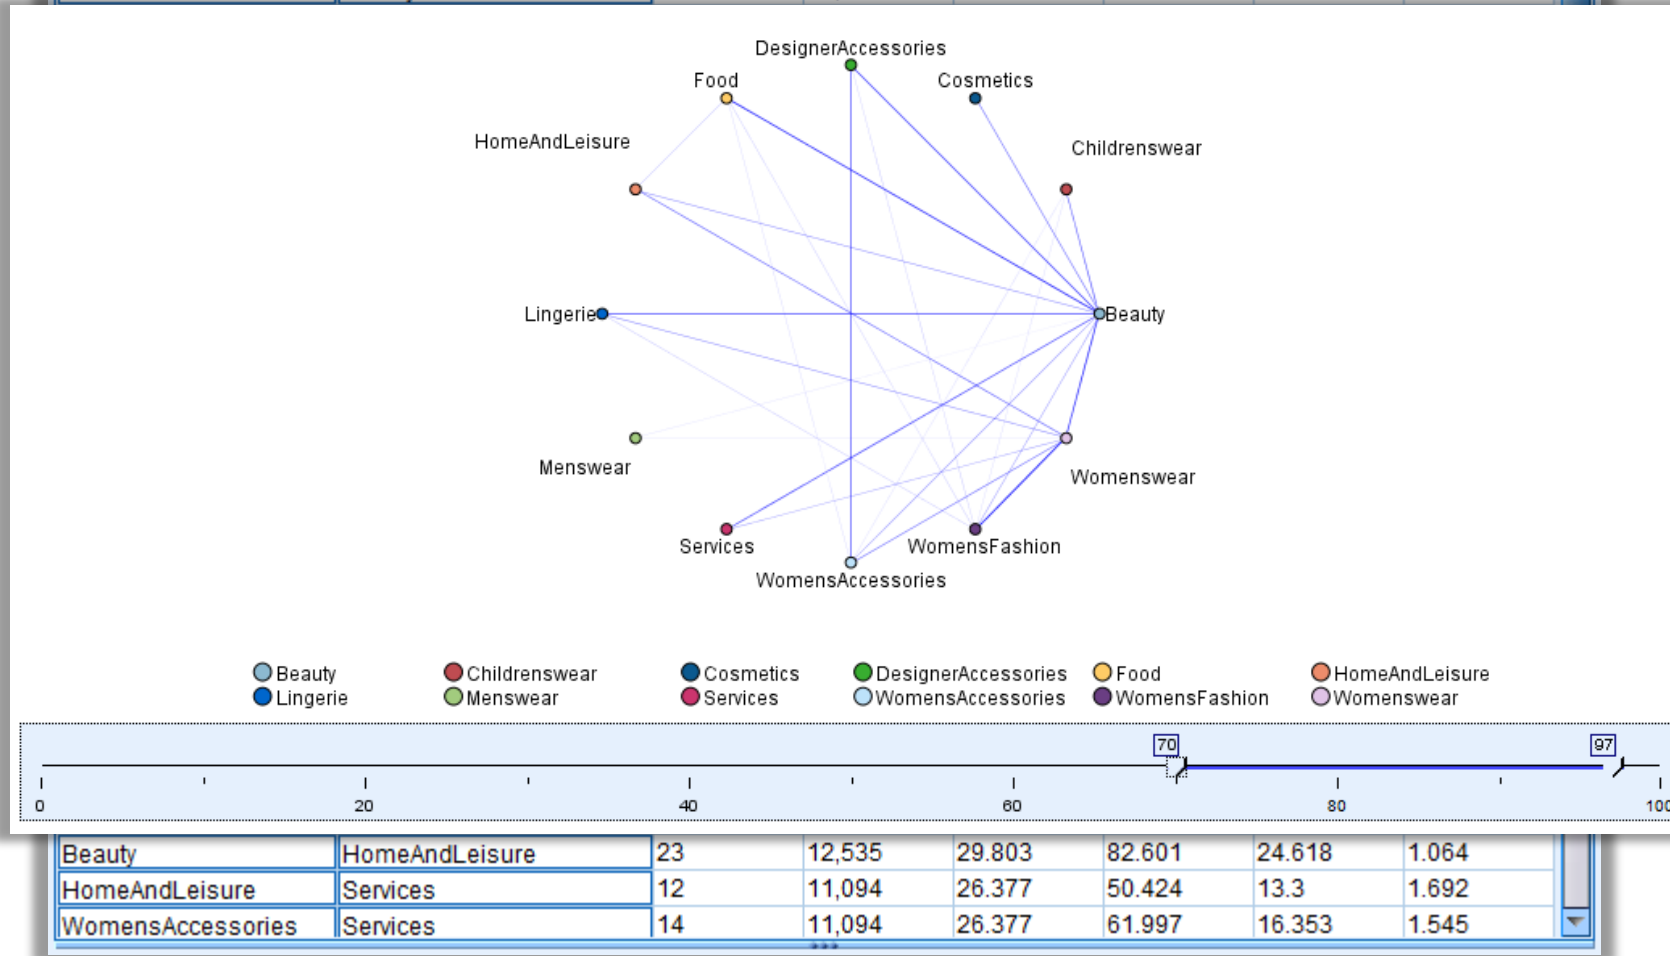 DesignerAccessories
Food
Cosmetics
HomeAndLeisure
Childrenswear
Lingerie
Beauty
Menswear
Womenswear
Services
WomensFashion
WomensAccessories
Beauty Childrenswear Cosmetics DesignerAccessories Food HomeAndLeisure
Lingerie Menswear Services WomensAccessories WomensFashion Womenswear
70 97
0 20 40 60 80 100
Beauty HomeAndLeisure 23 12,535 29.803 82.601 24.618 1.064
HomeAndLeisure Services 12 11,094 26.377 50.424 13.3 1.692
WomensAccessories Services 14 11,094 26.377 61.997 16.353 1.545